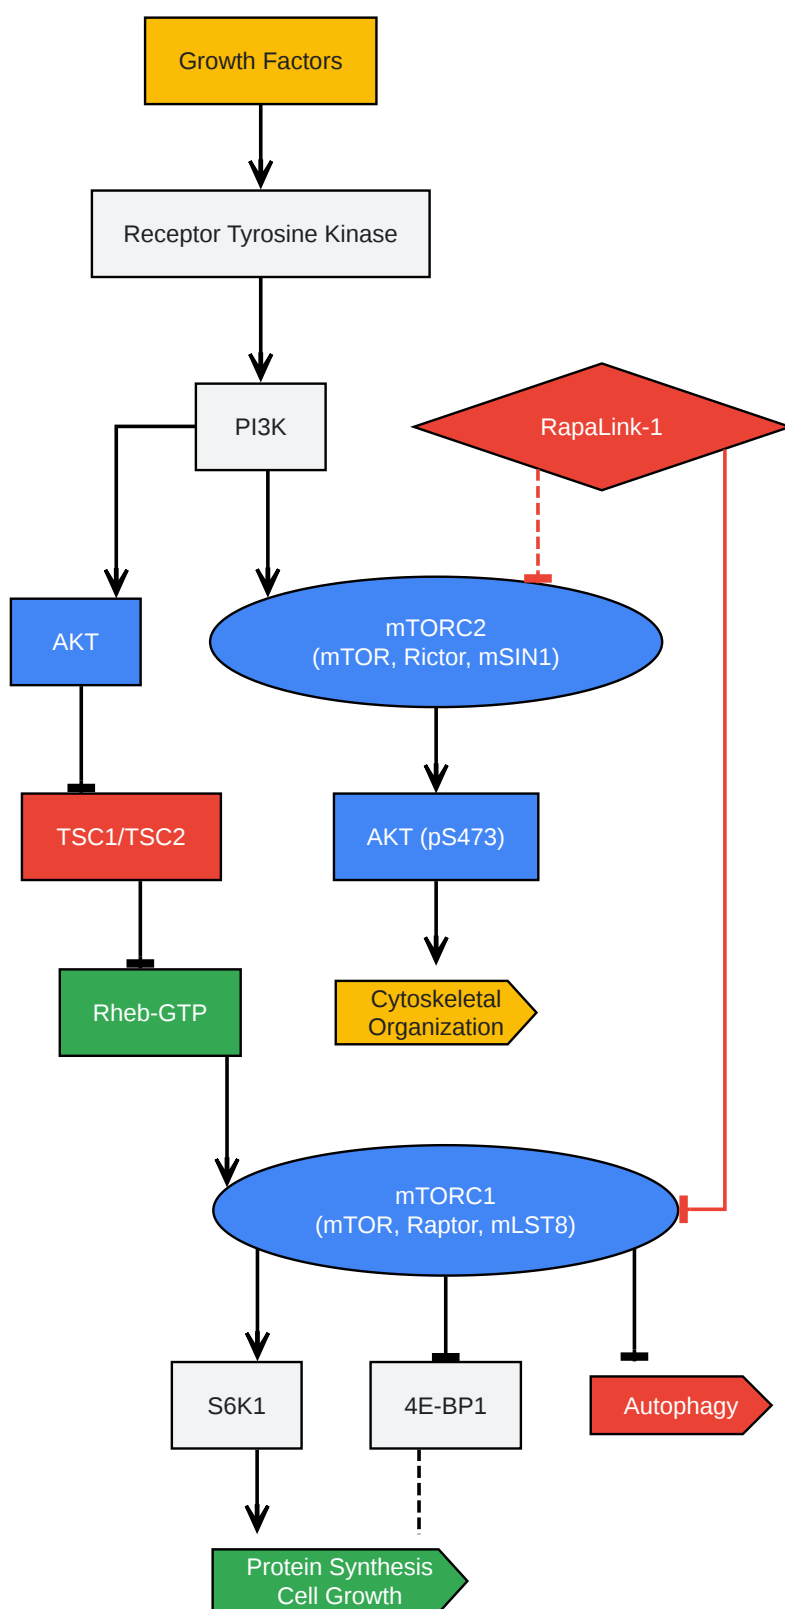 Growth Factors
Receptor Tyrosine Kinase
PI3K
RapaLink-1
AKT
mTORC2
(mTOR, Rictor, mSIN1)
TSC1/TSC2
AKT (pS473)
Rheb-GTP
Cytoskeletal
Organization
mTORC1
(mTOR, Raptor, mLST8)
S6K1
4E-BP1
Autophagy
Protein Synthesis
Cell Growth